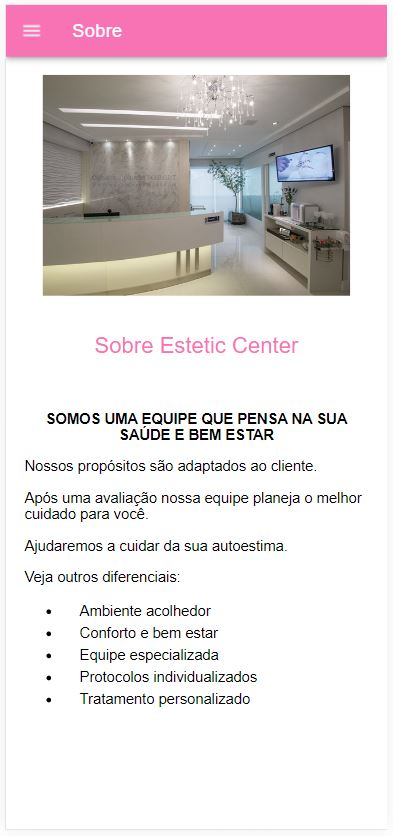 Sobre
Sobre Estetic Center
SOMOS UMA EQUIPE QUE PENSA NA SUA
SAÚDE E BEM ESTAR
Nossos propósitos são adaptados ao cliente.
Após uma avaliação nossa equipe planeja o melhor
cuidado para você.
Ajudaremos a cuidar da sua autoestima.
Veja outros diferenciais:
• Ambiente acolhedor
• Conforto e bem estar
• Equipe especializada
• Protocolos individualizados
• Tratamento personalizado